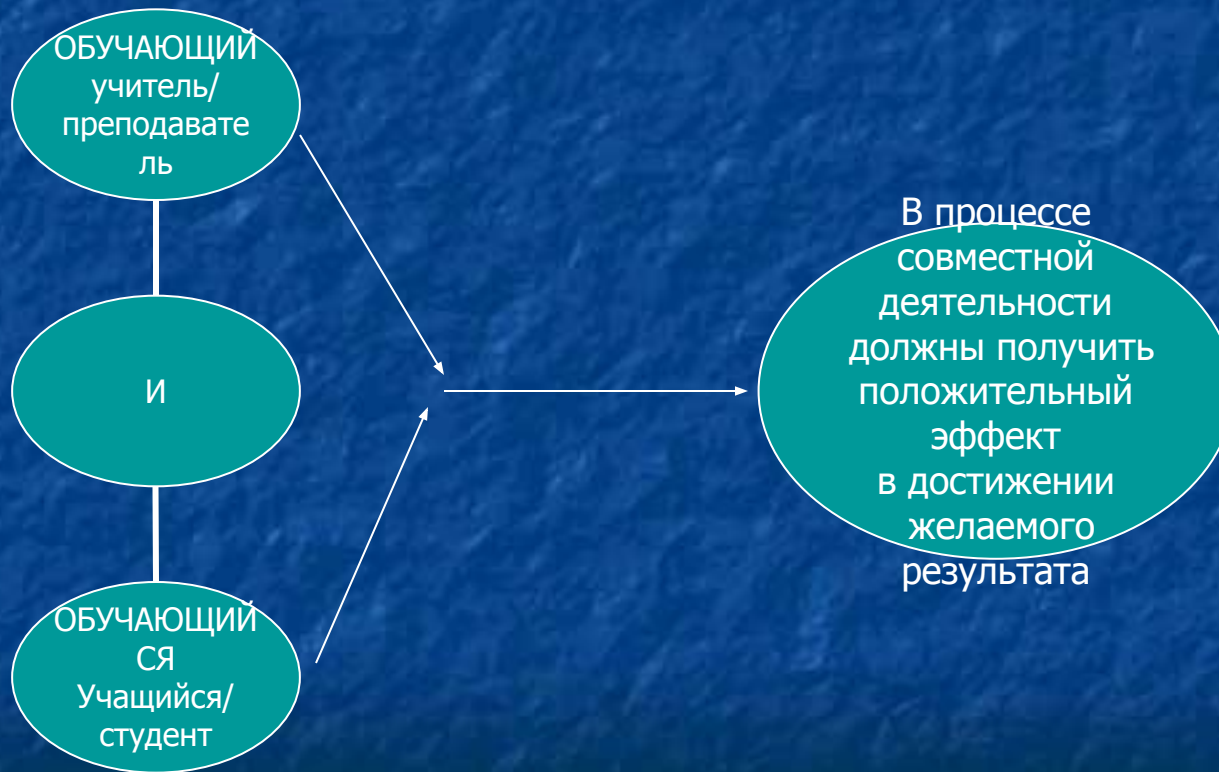 ОБУЧАЮЩИЙ
учитель/
преподавате
ль
И
ОБУЧАЮЩИЙ
СЯ
Учащийся/
студент
В процессе
совместной
деятельности
должны получить
положительный
эффект
в достижении
желаемого
результата